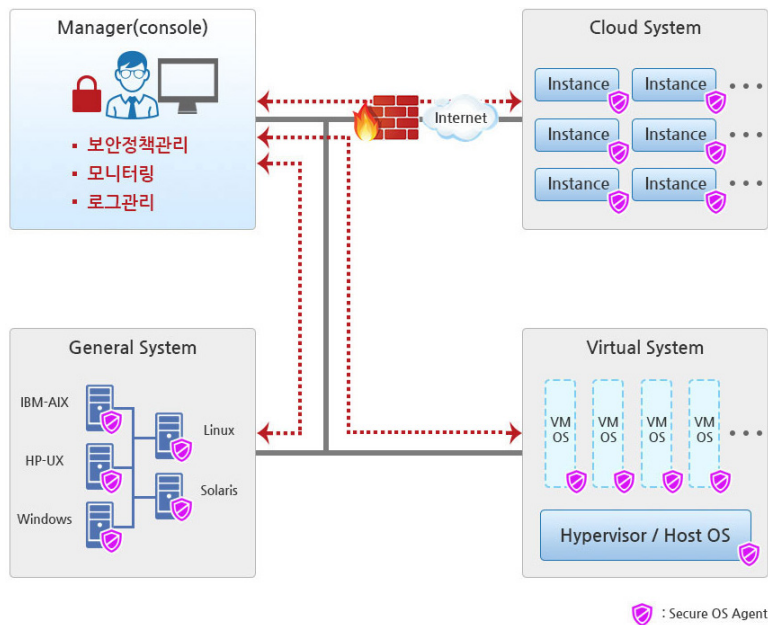 Manager(console)
▪ 보안정책관리
▪ 모니터링
▪ 로그관리
Internet
Cloud System
Instance Instance • • •
Instance Instance • • •
Instance Instance • • •
General System
IBM-AIX
HP-UX
Windows
Linux
Solaris
Virtual System
VM VM VM VM
OS OS OS OS • • •
Hypervisor / Host OS
: Secure OS Agent